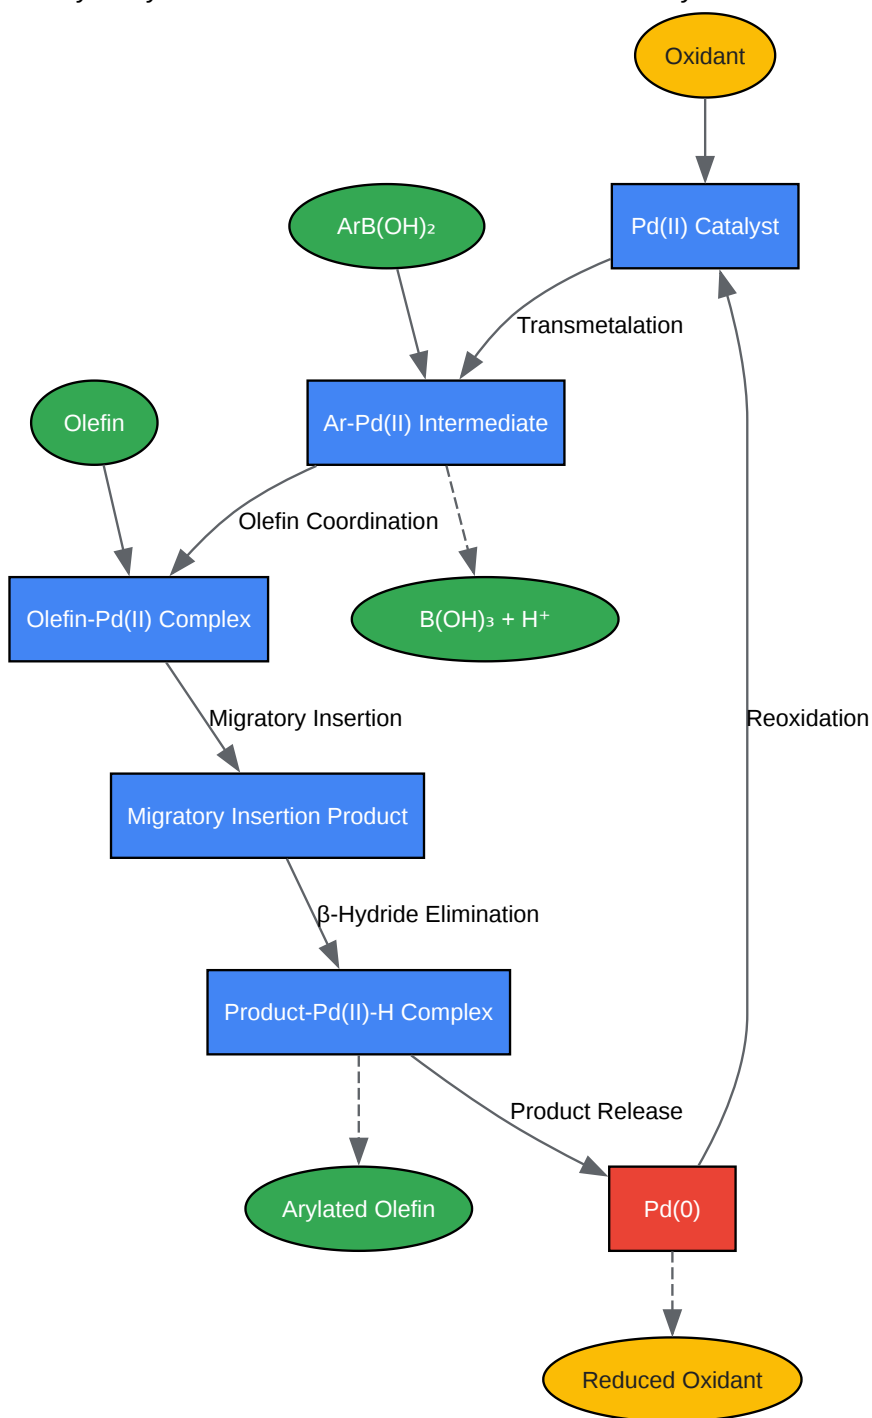 Oxidant
ArB(OH)₂
Pd(II) Catalyst
Transmetalation
Olefin
Ar-Pd(II) Intermediate
Olefin Coordination
Olefin-Pd(II) Complex
B(OH)₃ + H⁺
Migratory Insertion
Reoxidation
Migratory Insertion Product
β-Hydride Elimination
Product-Pd(II)-H Complex
Product Release
Arylated Olefin
Pd(0)
Reduced Oxidant